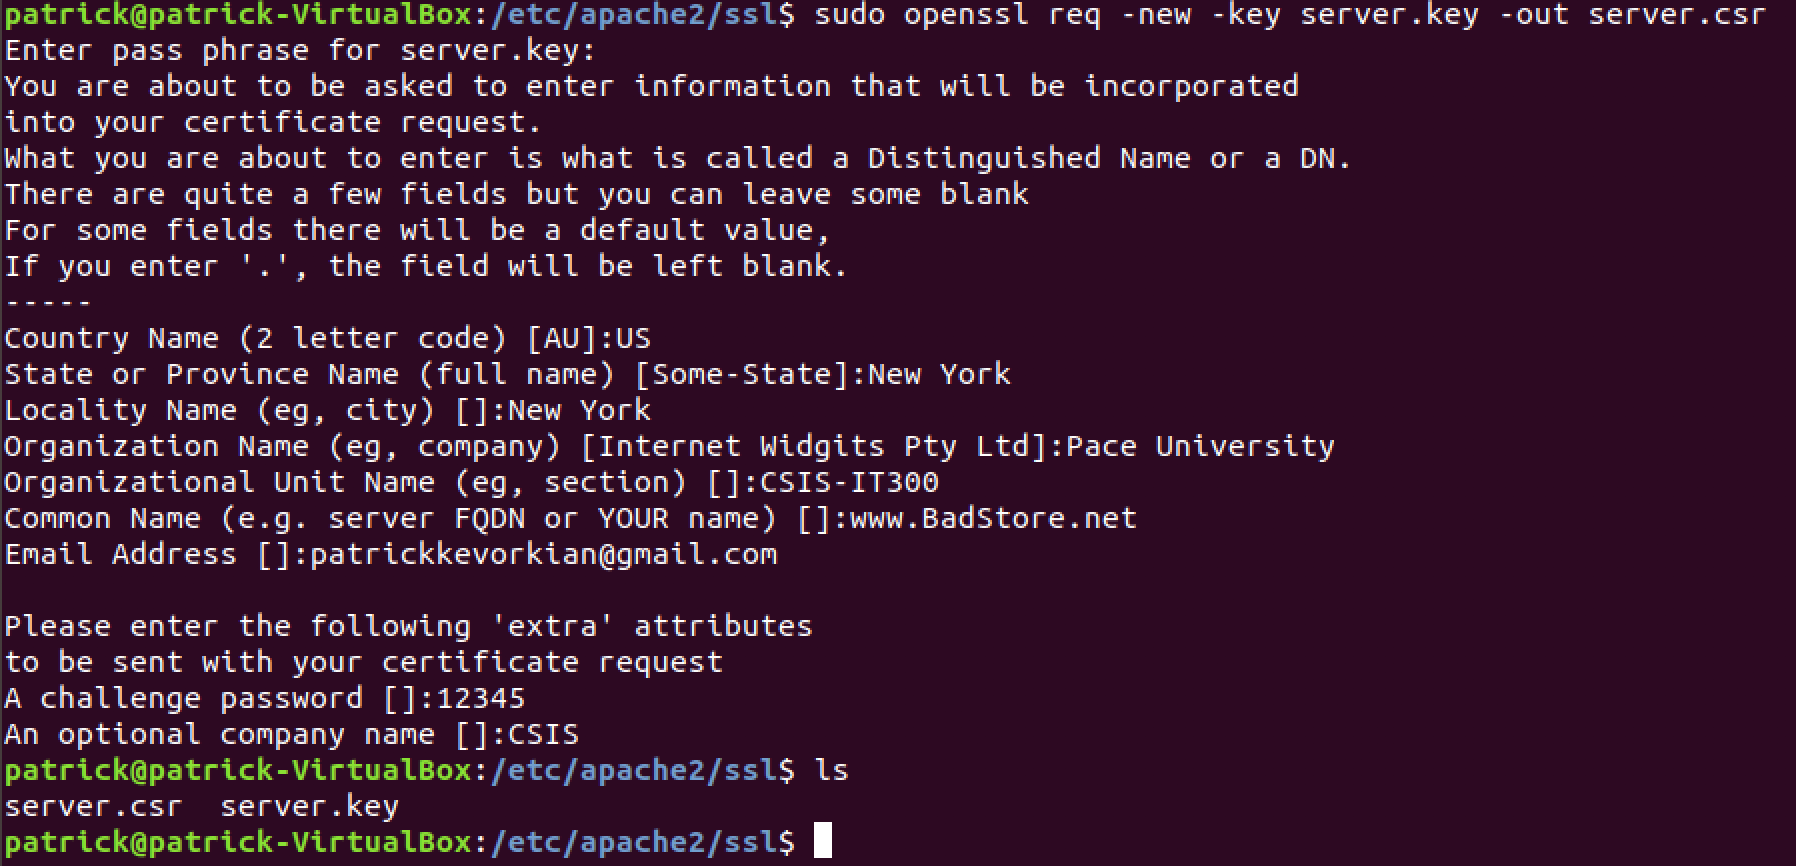 patrick@patrick-VirtualBox:/etc/apache2/ssl$ sudo openssl req -new -key server.key -out server.csr
Enter pass phrase for server.key:
You are about to be asked to enter information that will be incorporated
into your certificate request.
What you are about to enter is what is called a Distinguished Name or a DN.
There are quite a few fields but you can leave some blank
For some fields there will be a default value,
If you enter '.', the field will be left blank.
-----
Country Name (2 letter code) [AU]:US
State or Province Name (full name) [Some-State]:New York
Locality Name (eg, city) []:New York
Organization Name (eg, company) [Internet Widgits Pty Ltd]:Pace University
Organizational Unit Name (eg, section) []:CSIS-IT300
Common Name (e.g. server FQDN or YOUR name) []:www.BadStore.net
Email Address []:patrickkevorkian@gmail.com

Please enter the following 'extra' attributes
to be sent with your certificate request
A challenge password []:12345
An optional company name []:CSIS
patrick@patrick-VirtualBox:/etc/apache2/ssl$ ls
server.csr  server.key
patrick@patrick-VirtualBox:/etc/apache2/ssl$